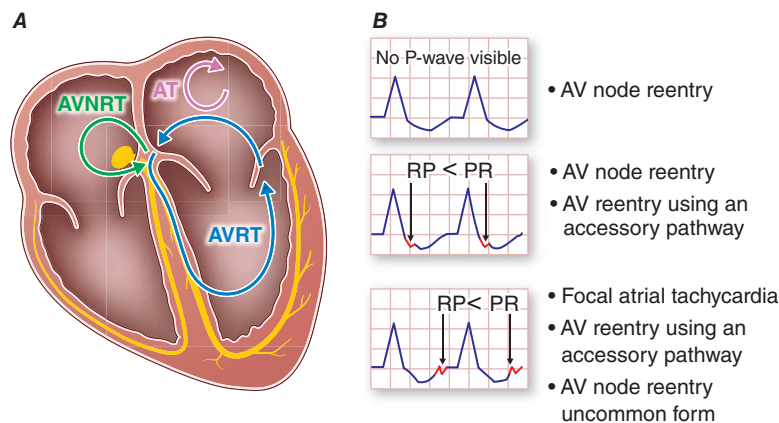 A
AVNRT
AT
AVRT
B
No P-wave visible
• AV node reentry
RP < PR
• AV node reentry
• AV reentry using an
accessory pathway
RP< PR
• Focal atrial tachycardia
• AV reentry using an
accessory pathway
• AV node reentry
uncommon form